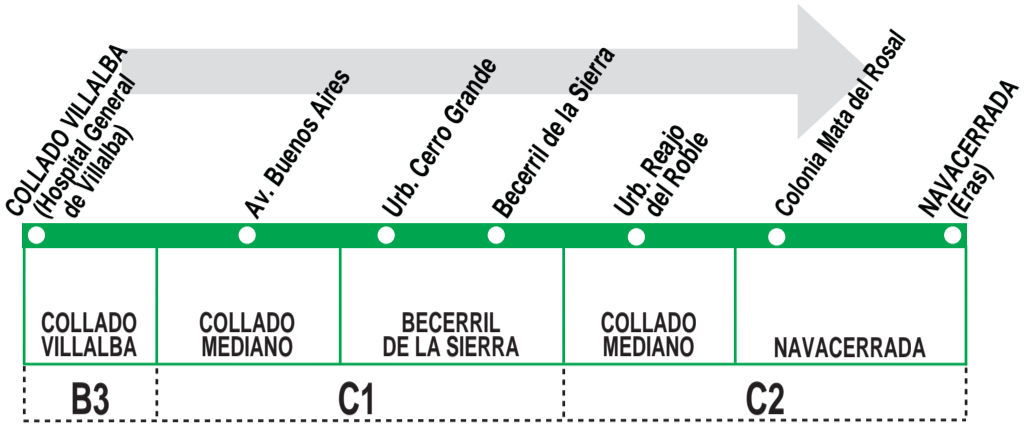 COLLADO VILLALBA
(Hospital General
de Villalba)
Av. Buenos Aires
Urb. Cerro Grande
Becerril de la Sierra
Urb. Reajo
del Roble
Colonia Mata del Rosal
NAVACERRADA
(Eras)
COLLADO
VILLALBA
COLLADO
MEDIANO
BECERRIL
DE LA SIERRA
COLLADO
MEDIANO
NAVACERRADA
B3
C1
C2